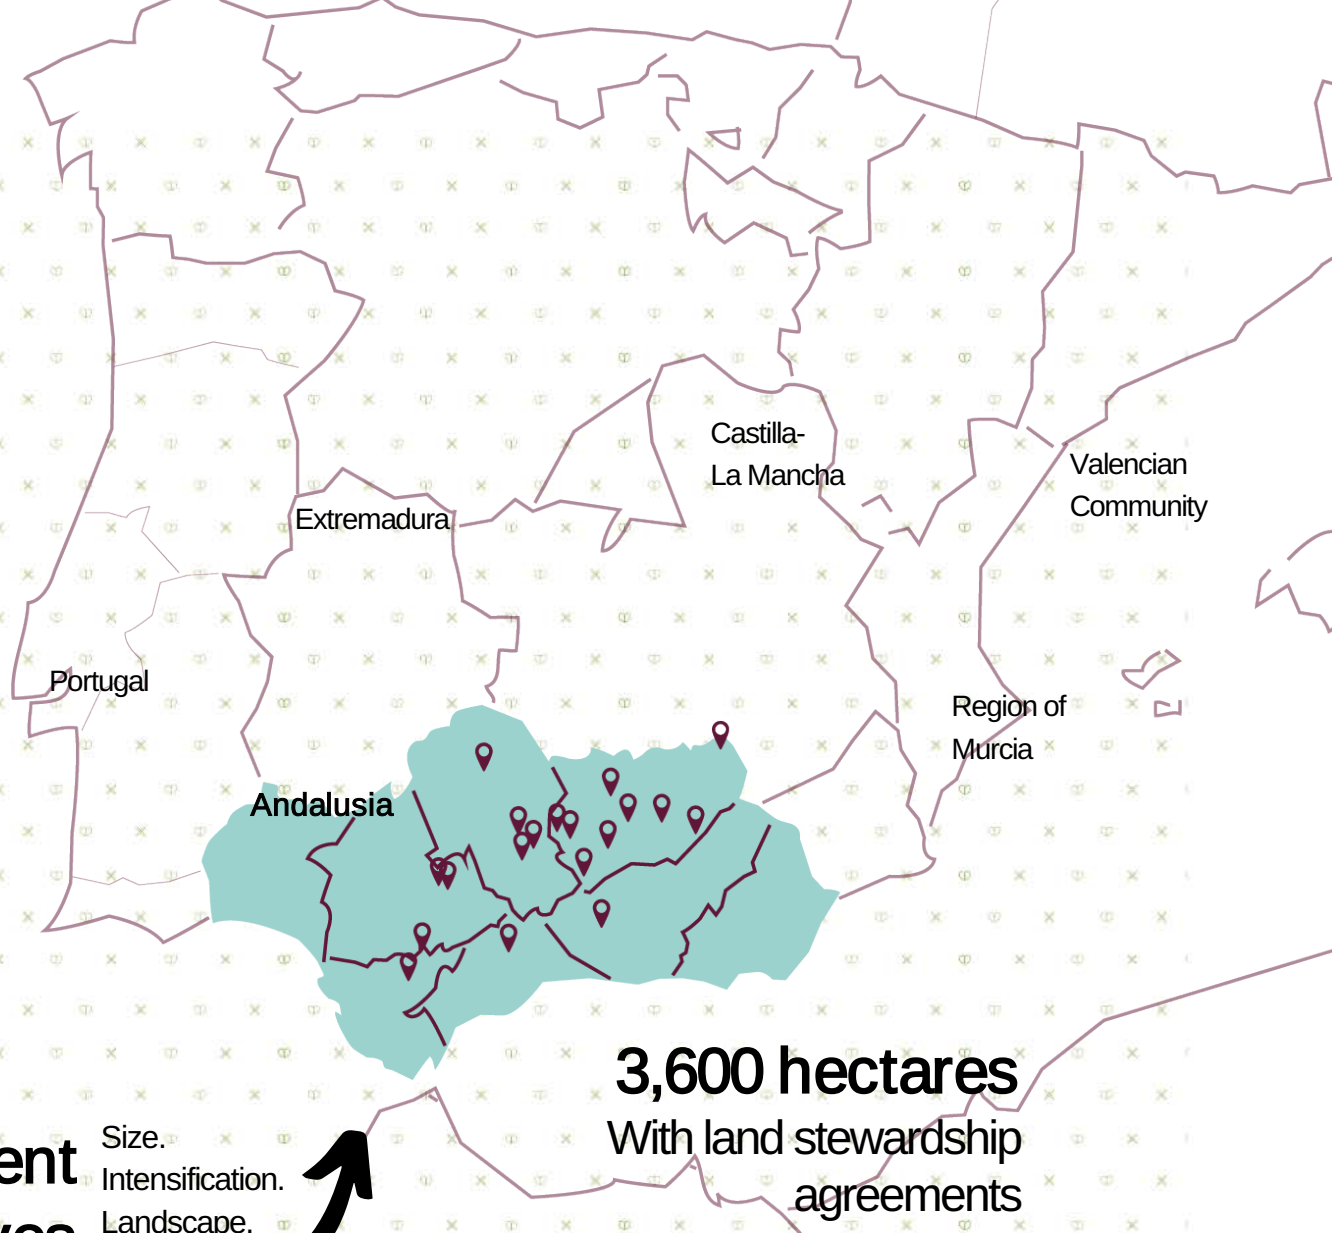 Castilla-
La Mancha
Valencian
Community
Extremadura
Portugal
Region of
Murcia
Andalusia
3,600 hectares
With land stewardship
agreements
Size.
Intensification.
Landscape.